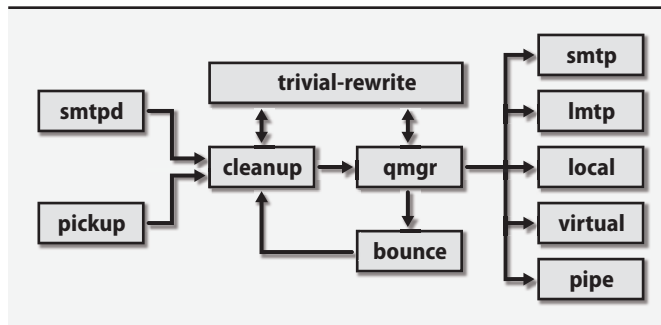 trivial-rewrite
smtpd
cleanup
qmgr
pickup
bounce
smtp
lmtp
local
virtual
pipe